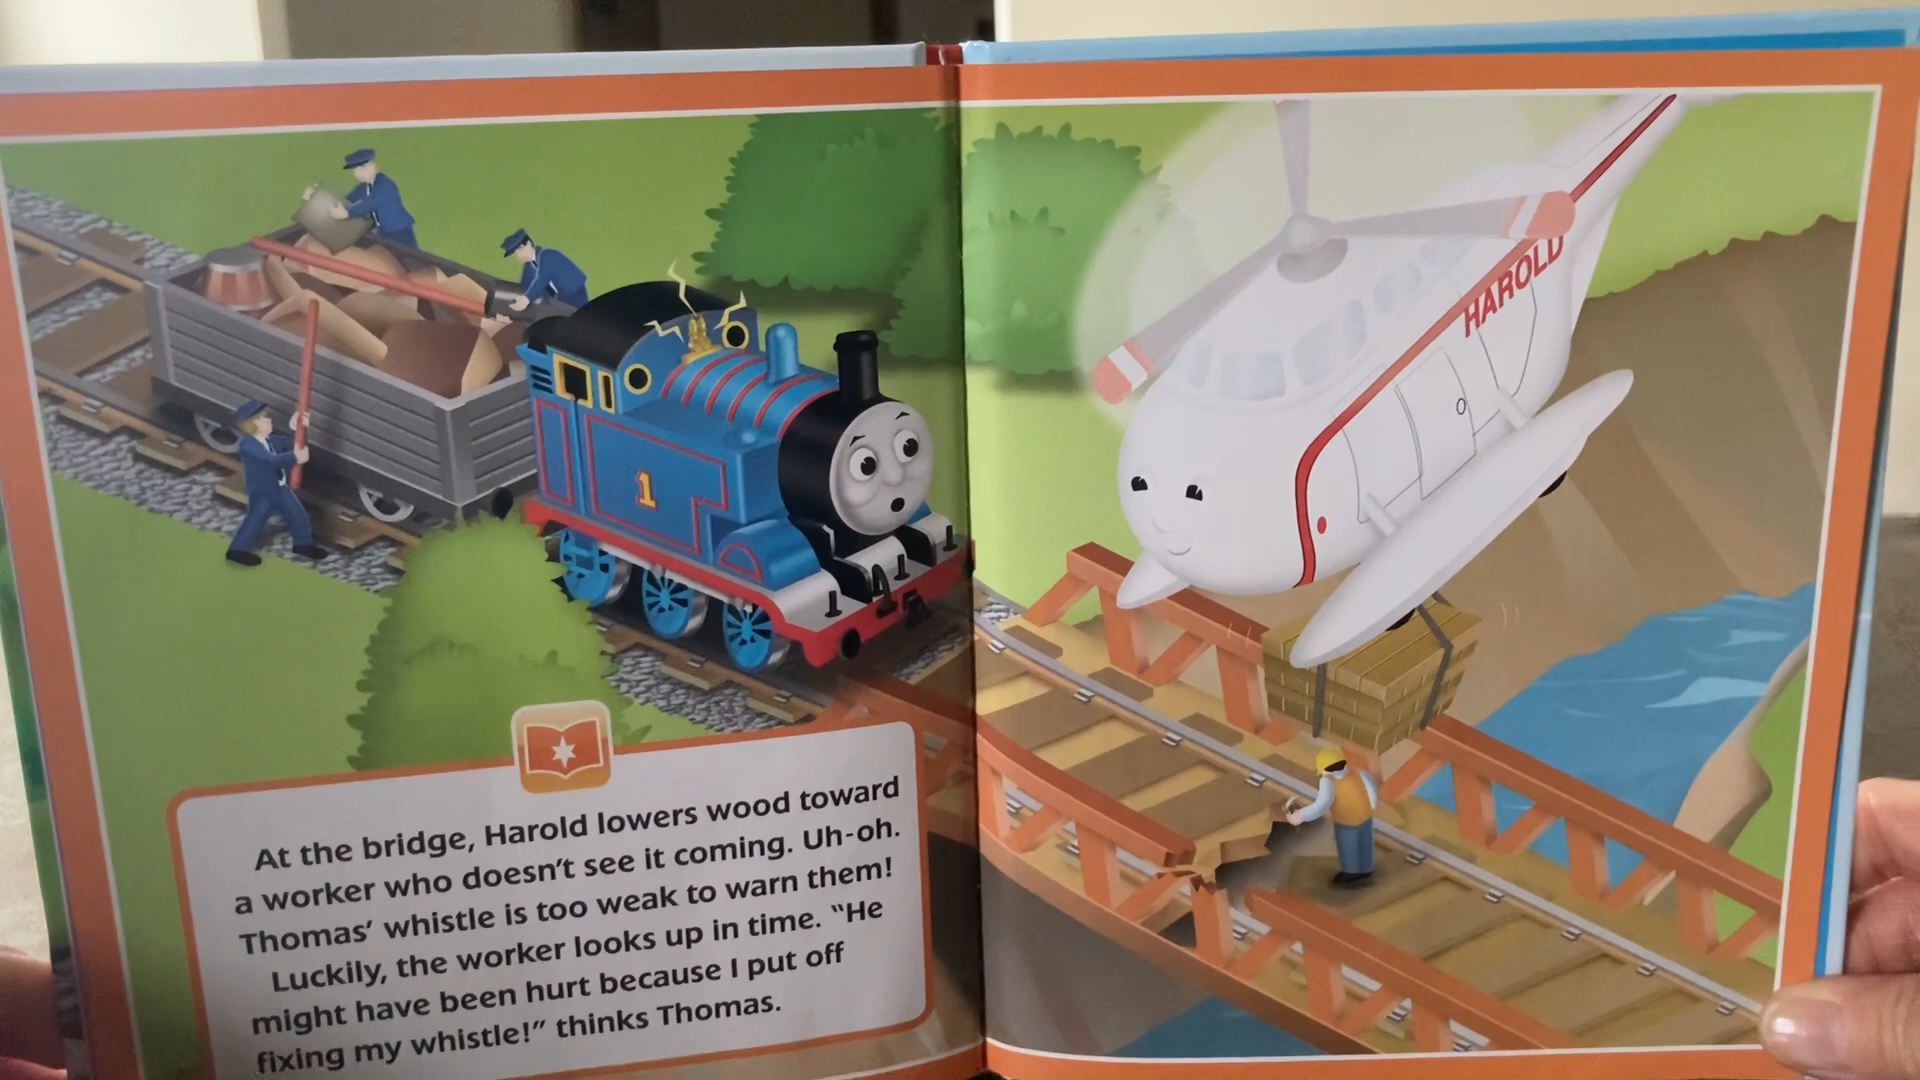 1
At the bridge, Harold lowers wood toward
a worker who doesn't see it coming. Uh-oh.
Thomas' whistle is too weak to warn them!
Luckily, the worker looks up in time. "He
might have been hurt because I put off
fixing my whistle!" thinks Thomas.
HAROLD